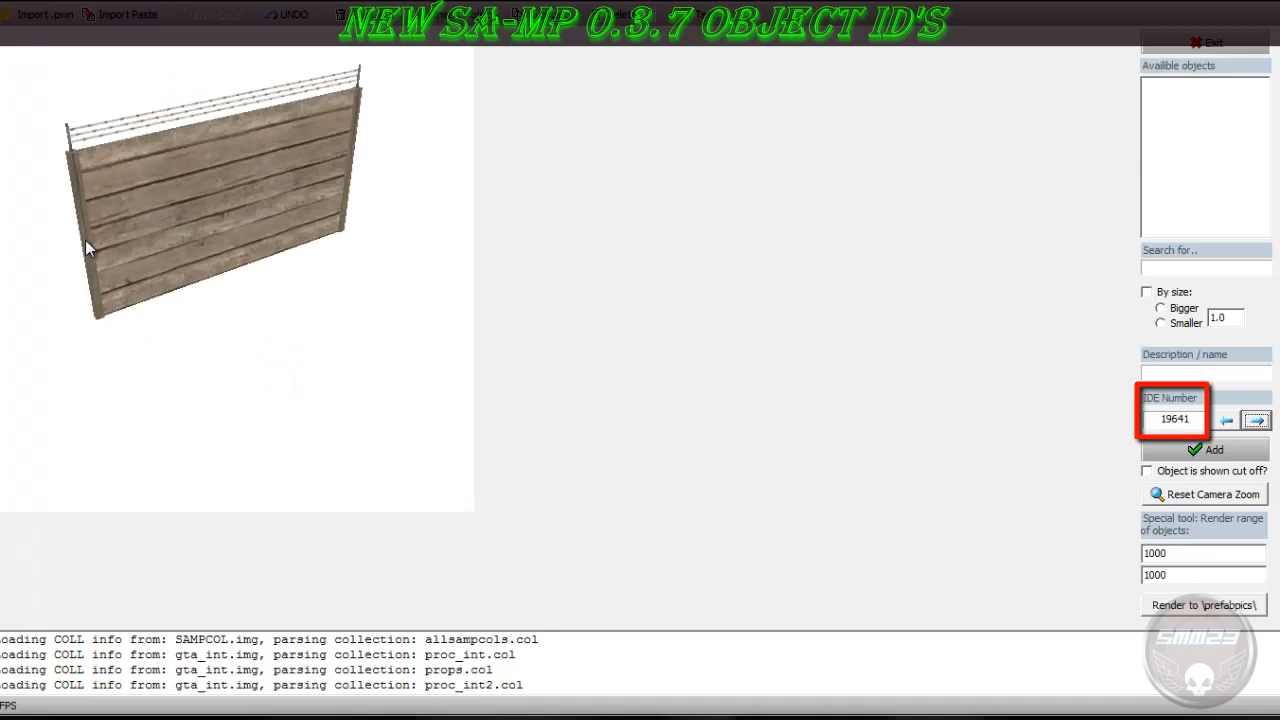 NEW SA-MP 0.3.7 OBJECT ID'S
Import .pwn Import Paste UNDO
Exit
Availible objects
Search for..
By size:
Bigger
Smaller
1.0
Description / name
IDE Number
19641
Add
Object is shown cut off?
Reset Camera Zoom
Special tool: Render range
of objects:
1000
1000
Render to \prefabpics\
SMM23
oading COLL info from: SAMPCOL.img, parsing collection: allsampcols.col
oading COLL info from: gta_int.img, parsing collection: proc_int.col
oading COLL info from: gta_int.img, parsing collection: props.col
oading COLL info from: gta_int.img, parsing collection: proc_int2.col
FPS